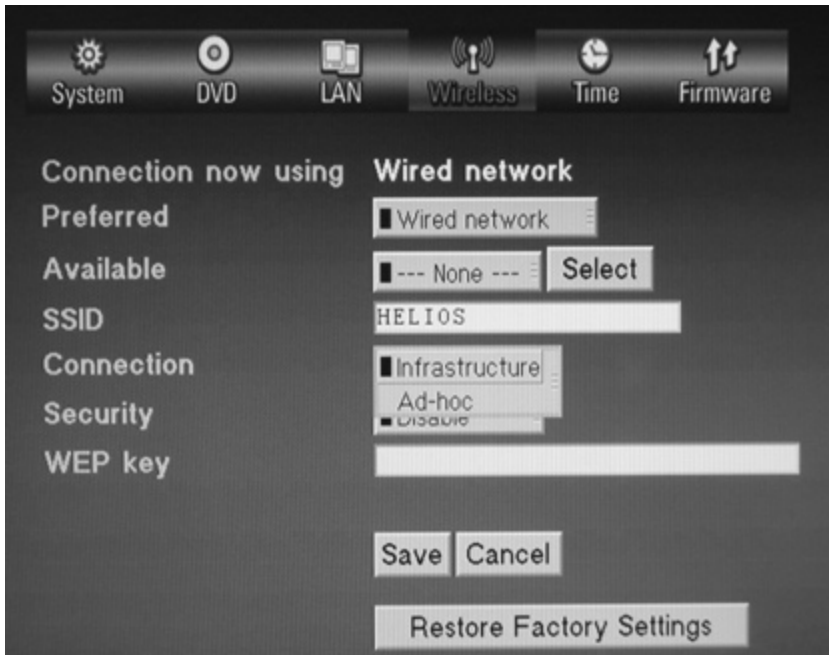 System DVD LAN Wireless Time Firmware
Connection now using Wired network
Preferred Wired network
Available --- None --- Select
SSID HELIOS
Connection Infrastructure
Ad-hoc
Security Disable
WEP key
Save Cancel
Restore Factory Settings